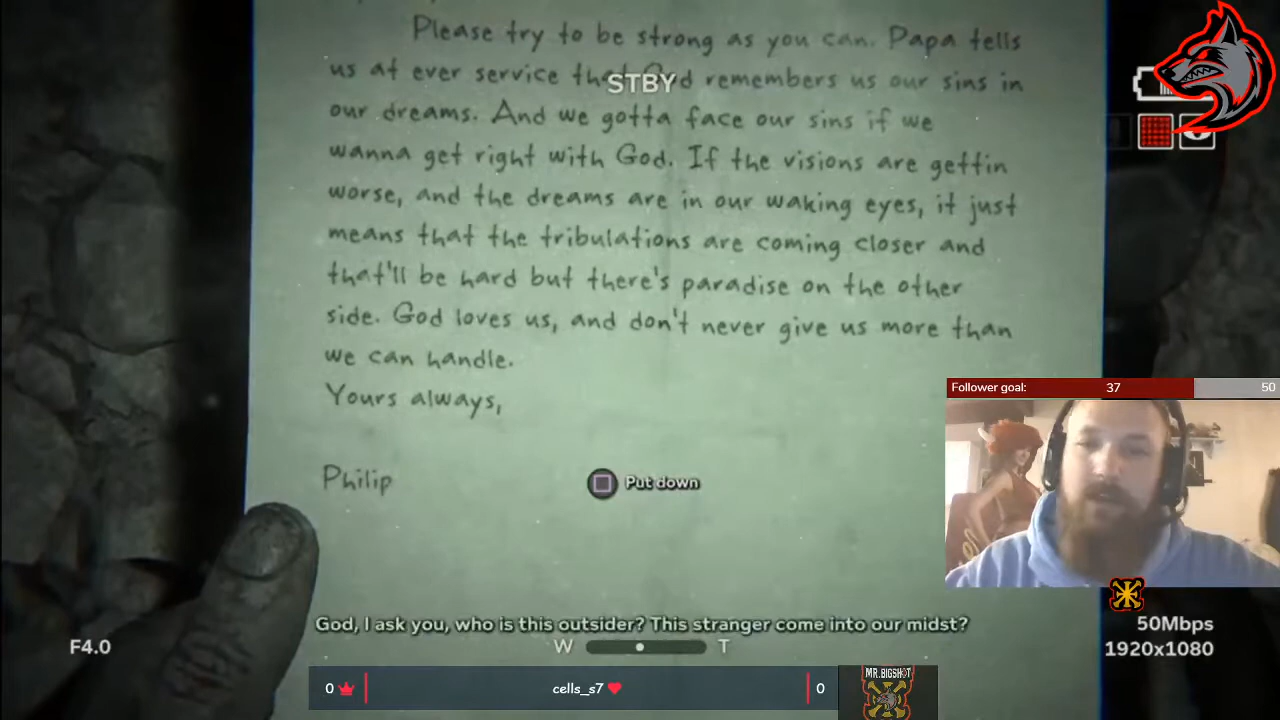 Please try to be strong as you can. Papa tells
us at ever service that God remembers us our sins in
STBY
our dreams. And we gotta face our sins if we
wanna get right with God. If the visions are gettin
worse, and the dreams are in our waking eyes, it just
means that the tribulations are coming closer and
that'll be hard but there's paradise on the other
side. God loves us, and don't never give us more than
we can handle.
Yours always,
Philip
Put down
Follower goal: 37 50
God, I ask you, who is this outsider? This stranger come into our midst?
F4.0
W T
50Mbps
1920x1080
0 cells_s7 0
MR.BIGSHOT